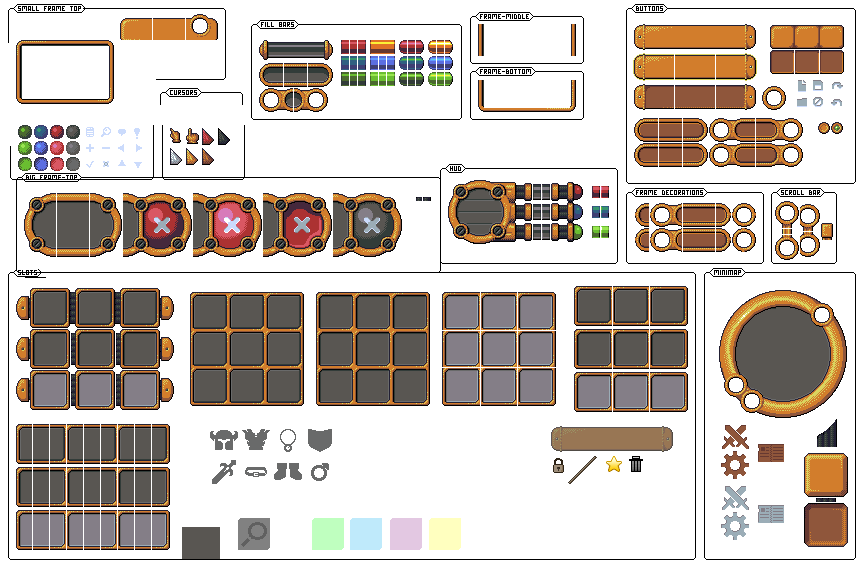 SMALL FRAME TOP
FILL BARS
FRAME-MIDDLE
BUTTONS
FRAME-BOTTOM
CURSORS
HUD
BIG FRAME-TOP
FRAME DECORATIONS
SCROLL BAR
SLOTS
MINIMAP